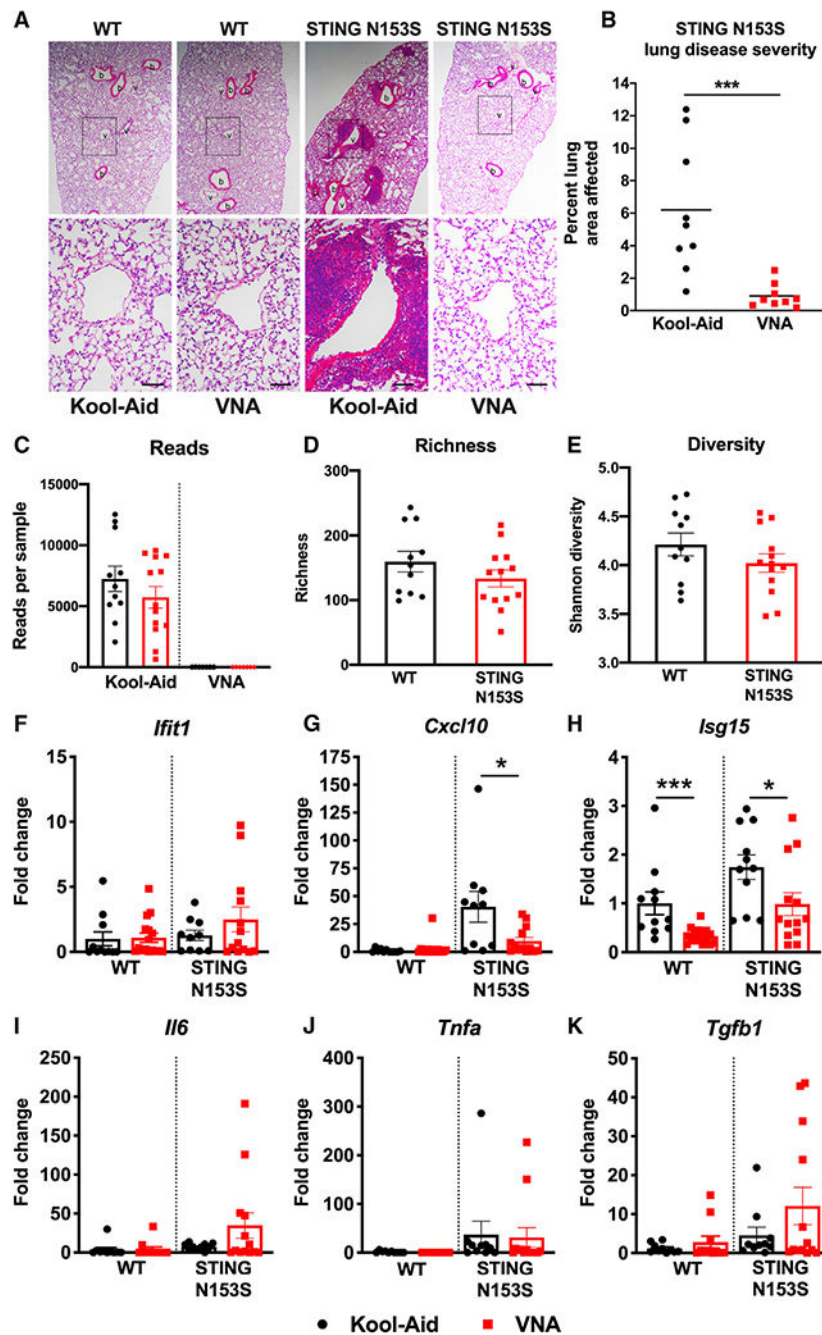 A
WT
WT
STING N153S
STING N153S
b
b
b
v
v
v
b
v
b
b
v
v
b
v
b
v
b
b
b
v
v
b
v
b
Kool-Aid
VNA
Kool-Aid
VNA
B
STING N153S
lung disease severity
***
Percent lung
area affected
14
12
10
8
6
4
2
0
Kool-Aid
VNA
C
Reads
Reads per sample
15000
10000
5000
0
Kool-Aid
VNA
D
Richness
Richness
300
200
100
0
WT
STING
N153S
E
Diversity
Shannon diversity
5.0
4.5
4.0
3.5
3.0
WT
STING
N153S
F
Ifit1
Fold change
15
10
5
0
WT
STING
N153S
G
Cxcl10
Fold change
175
150
125
100
75
50
25
0
*
WT
STING
N153S
H
Isg15
Fold change
4
3
2
1
0
***
*
WT
STING
N153S
I
Il6
Fold change
250
200
150
100
50
0
WT
STING
N153S
J
Tnfa
Fold change
400
300
200
100
0
WT
STING
N153S
K
Tgfb1
Fold change
50
40
30
20
10
0
WT
STING
N153S
Kool-Aid
VNA